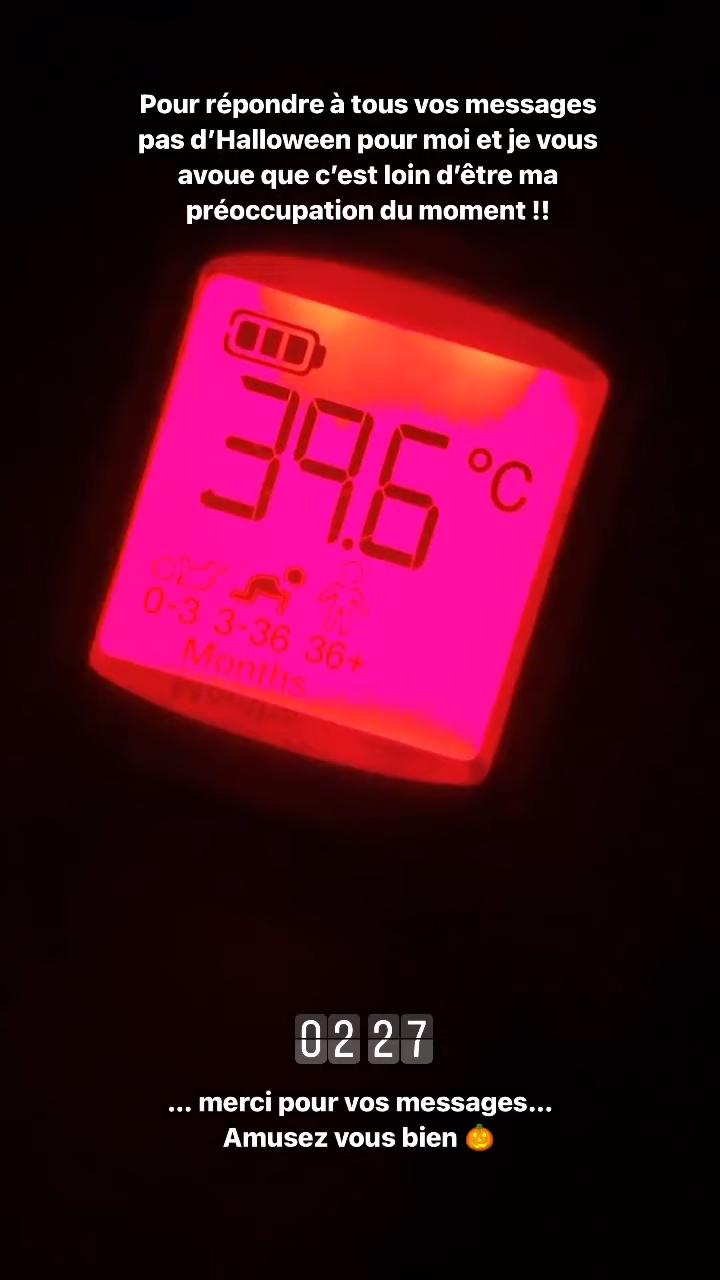 Pour répondre à tous vos messages
pas d’Halloween pour moi et je vous
avoue que c’est loin d’être ma
préoccupation du moment !!
39.6 °C
0-3 3-36 36+
Months
02 27
... merci pour vos messages...
Amusez vous bien 🎃